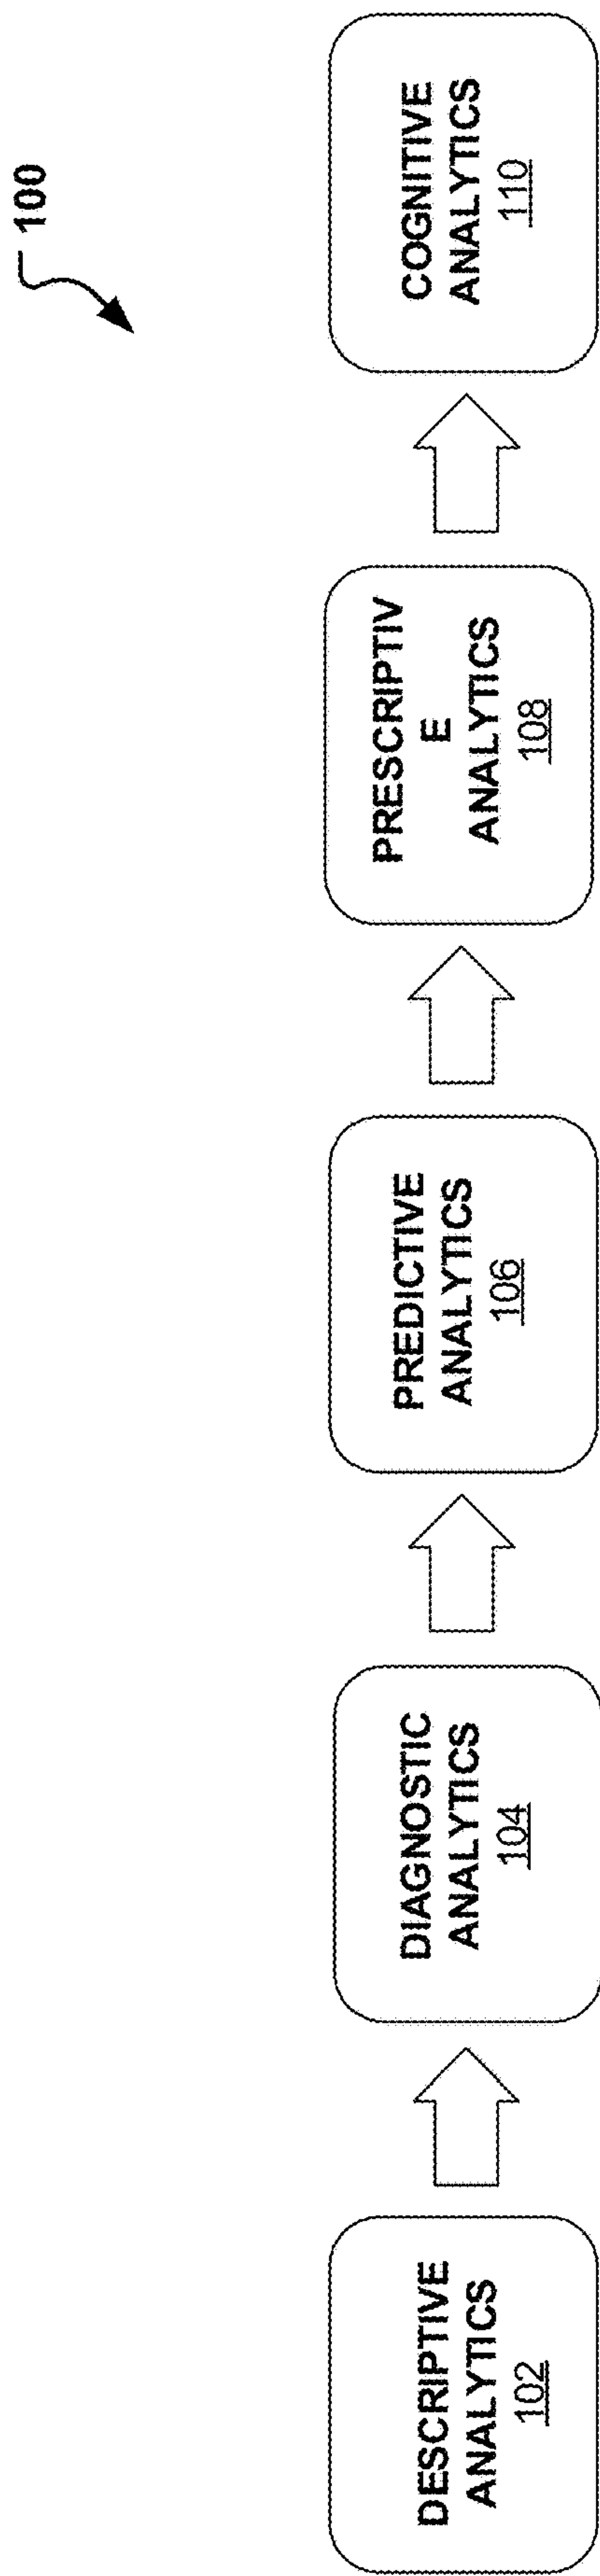 100
DESCRIPTIVE
ANALYTICS
102
DIAGNOSTIC
ANALYTICS
104
PREDICTIVE
ANALYTICS
106
PRESCRIPTIV
E
ANALYTICS
108
COGNITIVE
ANALYTICS
110